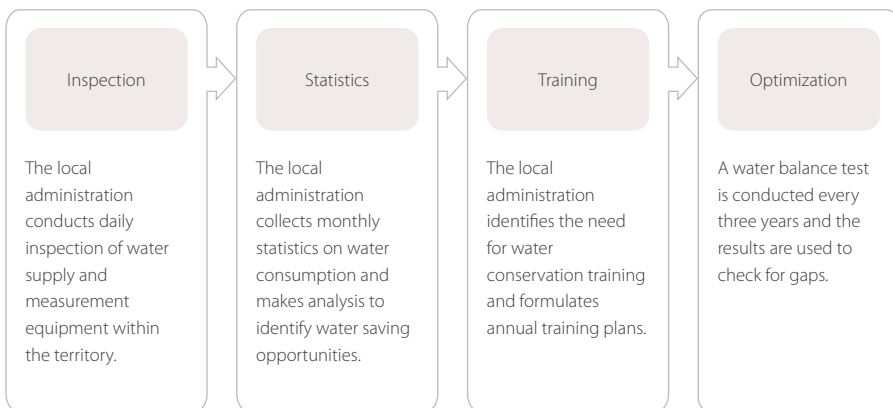 Inspection
The local
administration
conducts daily
inspection of water
supply and
measurement
equipment within
the territory.
Statistics
The local
administration
collects monthly
statistics on water
consumption and
makes analysis to
identify water saving
opportunities.
Training
The local
administration
identifies the need
for water
conservation training
and formulates
annual training plans.
Optimization
A water balance test
is conducted every
three years and the
results are used to
check for gaps.